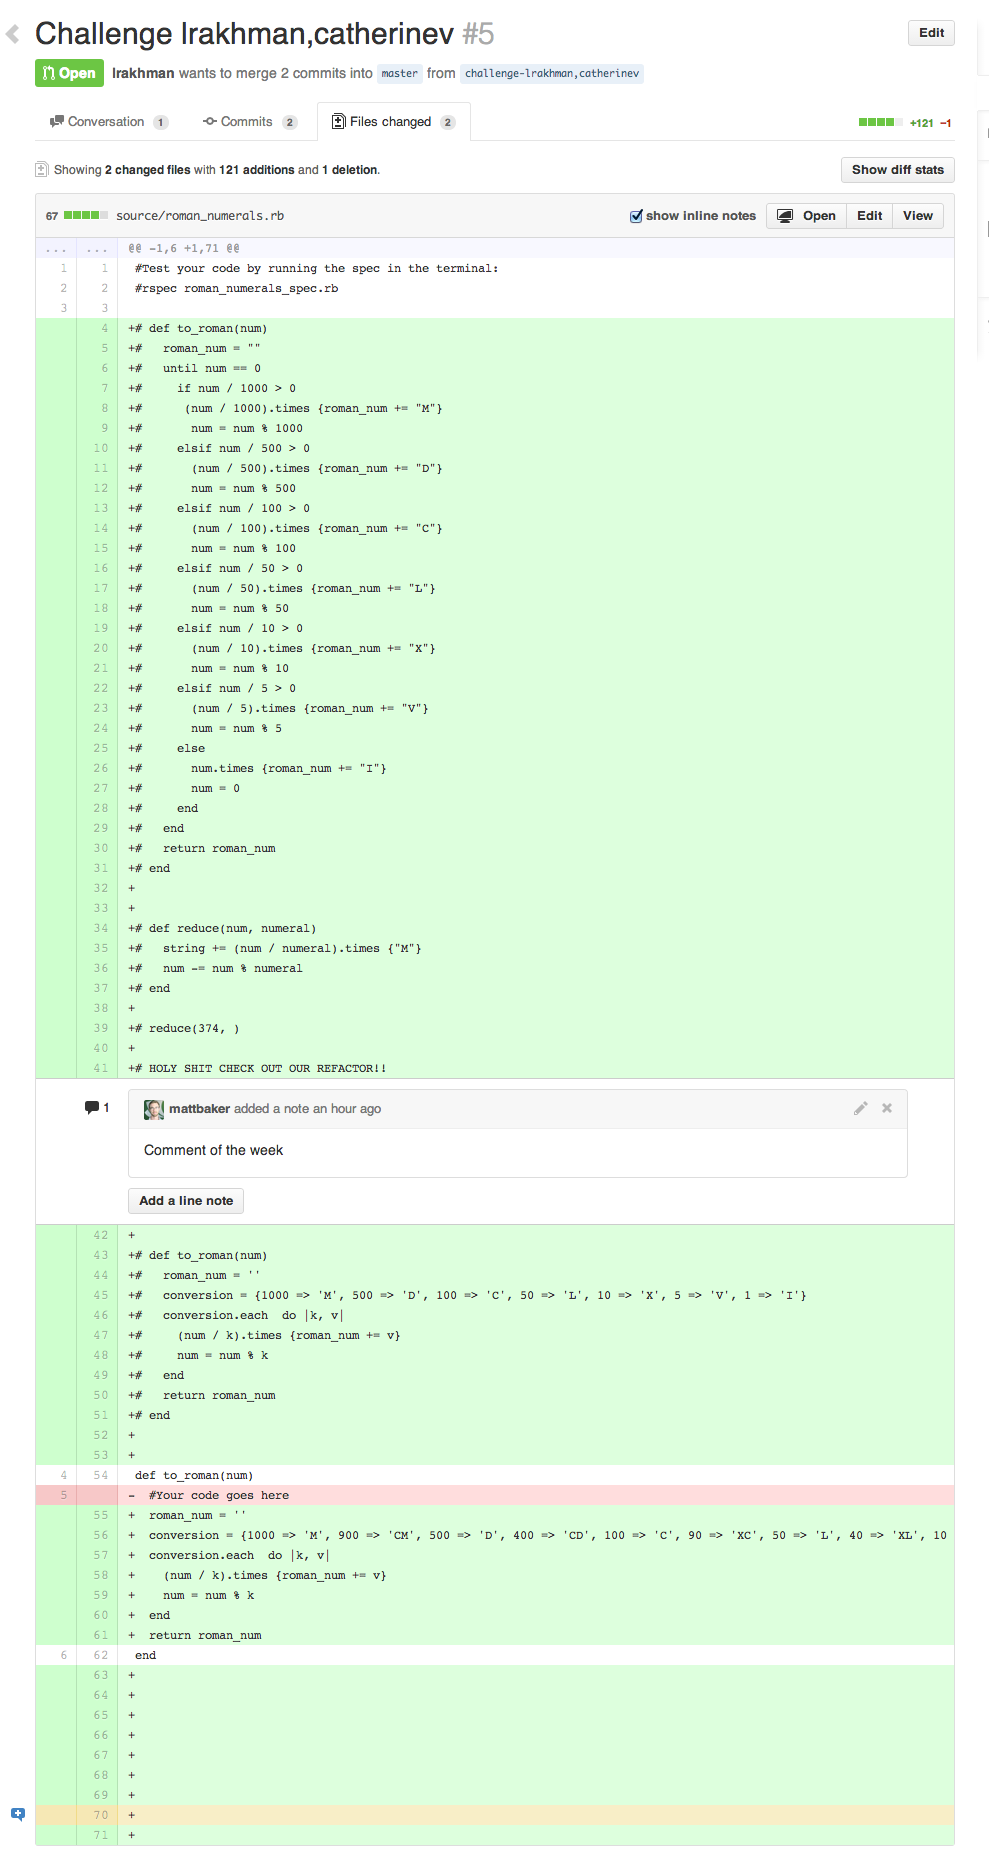 Challenge lrakhman,catherinev #5
Edit
Open lrakhman wants to merge 2 commits into master from challenge-lrakhman,catherinev
Conversation 1 Commits 2 Files changed 2 +121 −1
Showing 2 changed files with 121 additions and 1 deletion. Show diff stats
67 source/roman_numerals.rb show inline notes Open Edit View
... ... @@ -1,6 +1,71 @@
1 1 #Test your code by running the spec in the terminal:
2 2 #rspec roman_numerals_spec.rb
3 3
4 +# def to_roman(num)
5 +#   roman_num = ""
6 +#   until num == 0
7 +#     if num / 1000 > 0
8 +#      (num / 1000).times {roman_num += "M"}
9 +#       num = num % 1000
10 +#     elsif num / 500 > 0
11 +#       (num / 500).times {roman_num += "D"}
12 +#       num = num % 500
13 +#     elsif num / 100 > 0
14 +#       (num / 100).times {roman_num += "C"}
15 +#       num = num % 100
16 +#     elsif num / 50 > 0
17 +#       (num / 50).times {roman_num += "L"}
18 +#       num = num % 50
19 +#     elsif num / 10 > 0
20 +#       (num / 10).times {roman_num += "X"}
21 +#       num = num % 10
22 +#     elsif num / 5 > 0
23 +#       (num / 5).times {roman_num += "V"}
24 +#       num = num % 5
25 +#     else
26 +#       num.times {roman_num += "I"}
27 +#       num = 0
28 +#     end
29 +#   end
30 +#   return roman_num
31 +# end
32 +
33 +
34 +# def reduce(num, numeral)
35 +#   string += (num / numeral).times {"M"}
36 +#   num -= num % numeral
37 +# end
38 +
39 +# reduce(374, )
40 +
41 +# HOLY SHIT CHECK OUT OUR REFACTOR!!
1 mattbaker added a note an hour ago
Comment of the week
Add a line note
42 +
43 +# def to_roman(num)
44 +#   roman_num = ''
45 +#   conversion = {1000 => 'M', 500 => 'D', 100 => 'C', 50 => 'L', 10 => 'X', 5 => 'V', 1 => 'I'}
46 +#   conversion.each  do |k, v|
47 +#     (num / k).times {roman_num += v}
48 +#     num = num % k
49 +#   end
50 +#   return roman_num
51 +# end
52 +
53 +
4 54 def to_roman(num)
5 -  #Your code goes here
55 +  roman_num = ''
56 +  conversion = {1000 => 'M', 900 => 'CM', 500 => 'D', 400 => 'CD', 100 => 'C', 90 => 'XC', 50 => 'L', 40 => 'XL', 10
57 +  conversion.each  do |k, v|
58 +    (num / k).times {roman_num += v}
59 +    num = num % k
60 +  end
61 +  return roman_num
6 62 end
63 +
64 +
65 +
66 +
67 +
68 +
69 +
70 +
71 +